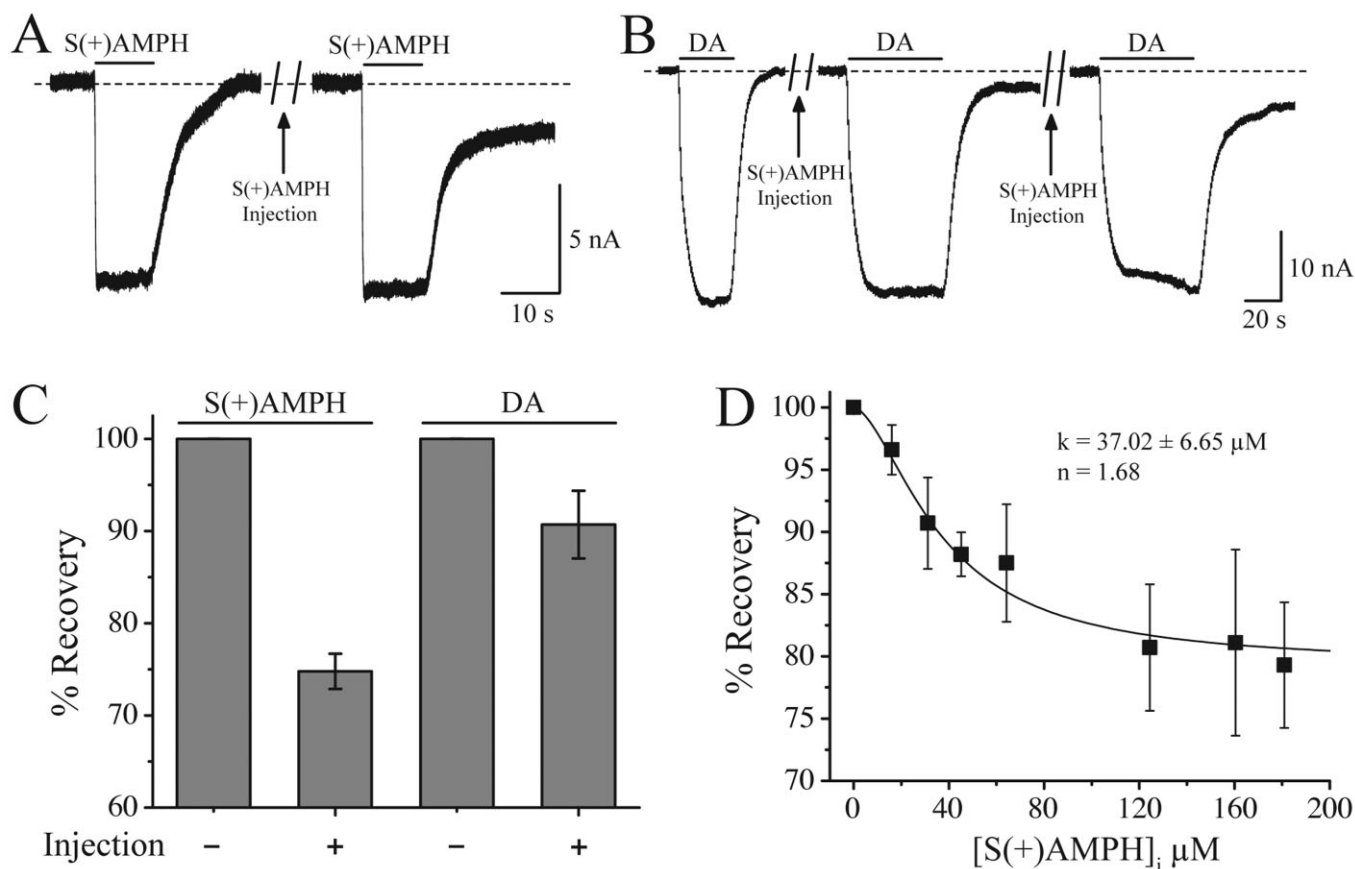 A
S(+)AMPH
S(+)AMPH
S(+)AMPH
Injection
5 nA
10 s
B
DA
DA
DA
S(+)AMPH
Injection
S(+)AMPH
Injection
10 nA
20 s
C
S(+)AMPH
DA
100
90
80
70
60
% Recovery
Injection
−
+
−
+
D
k = 37.02 ± 6.65 µM
n = 1.68
100
95
90
85
80
75
70
% Recovery
0
40
80
120
160
200
[S(+)AMPH]i µM